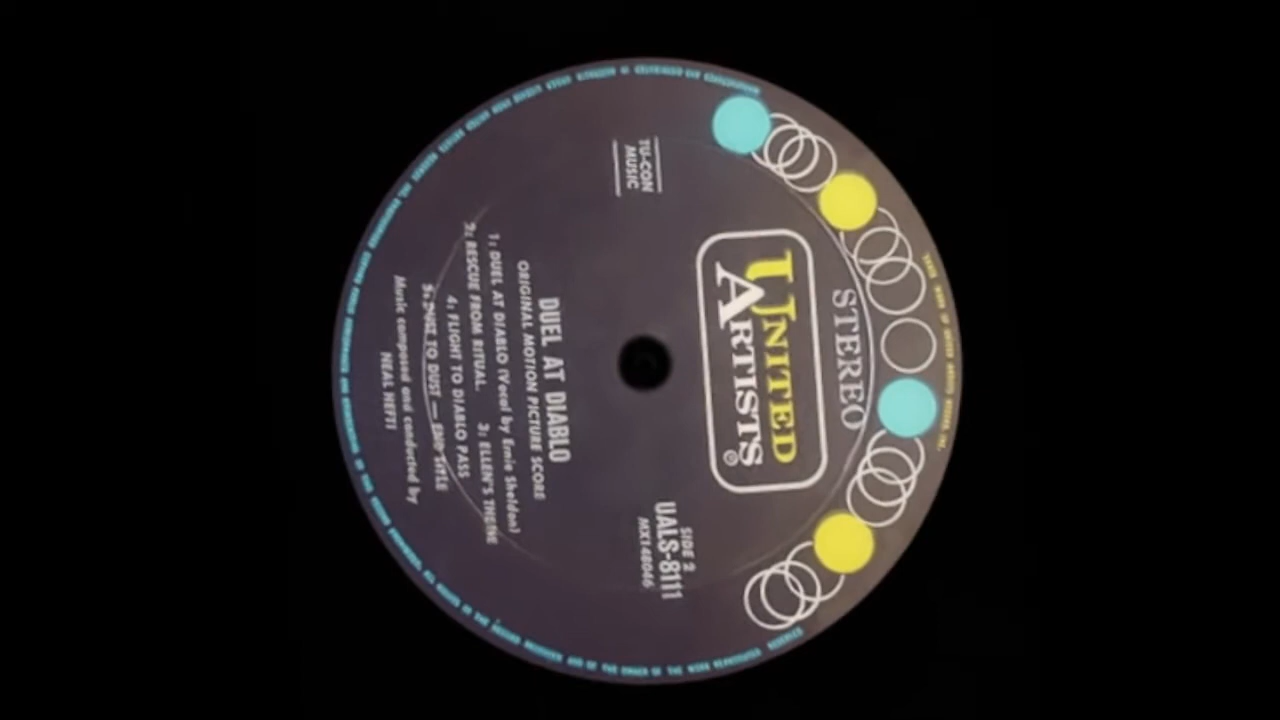 STEREO
UNITED
ARTISTS
TU-CON
MUSIC
SIDE 2
UALS-8111
MX148046
DUEL AT DIABLO
ORIGINAL MOTION PICTURE SCORE
1: DUEL AT DIABLO (Vocal by Ernie Sheldon)
2: RESCUE FROM RITUAL. 3: ELLEN'S THEME
4: FLIGHT TO DIABLO PASS
5: DUST TO DUST — END TITLE
Music composed and conducted by
NEAL HEFTI